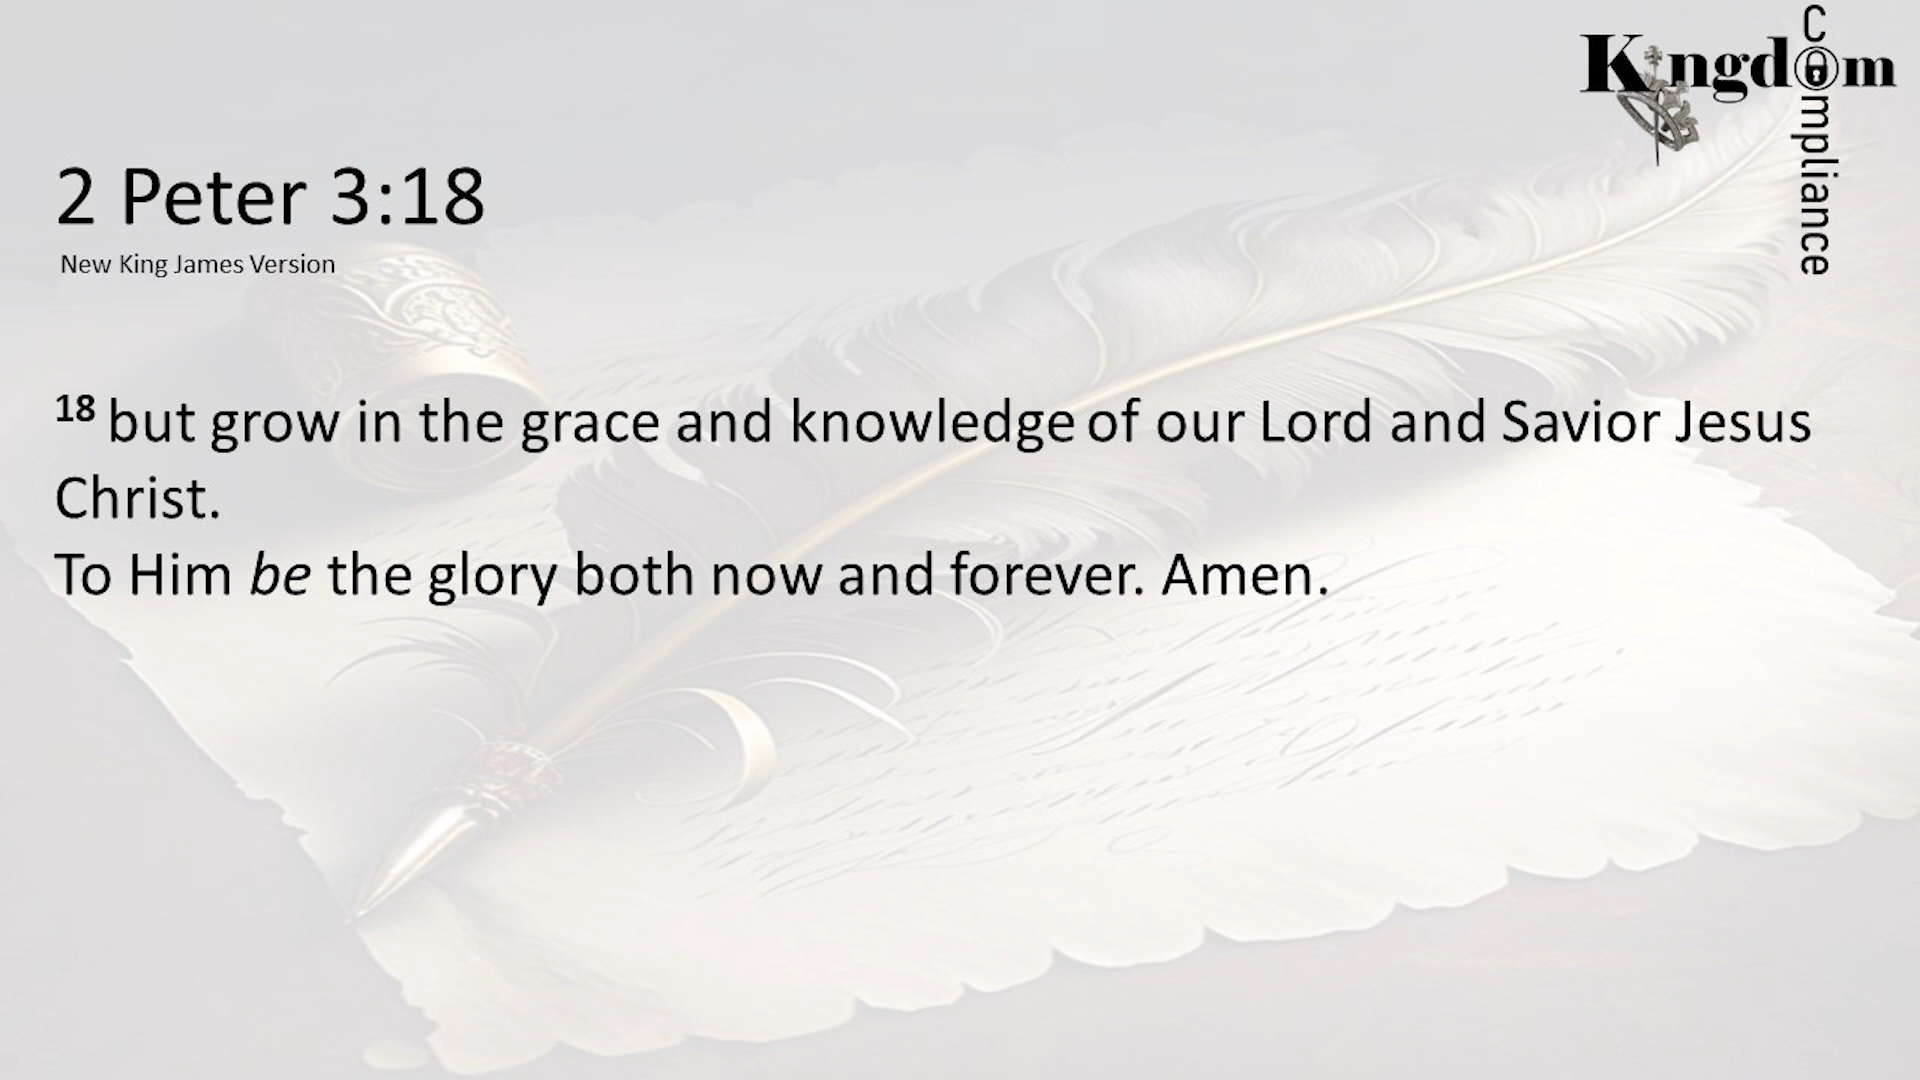 Kingdom
Compliance
2 Peter 3:18
New King James Version
18 but grow in the grace and knowledge of our Lord and Savior Jesus
Christ.
To Him be the glory both now and forever. Amen.